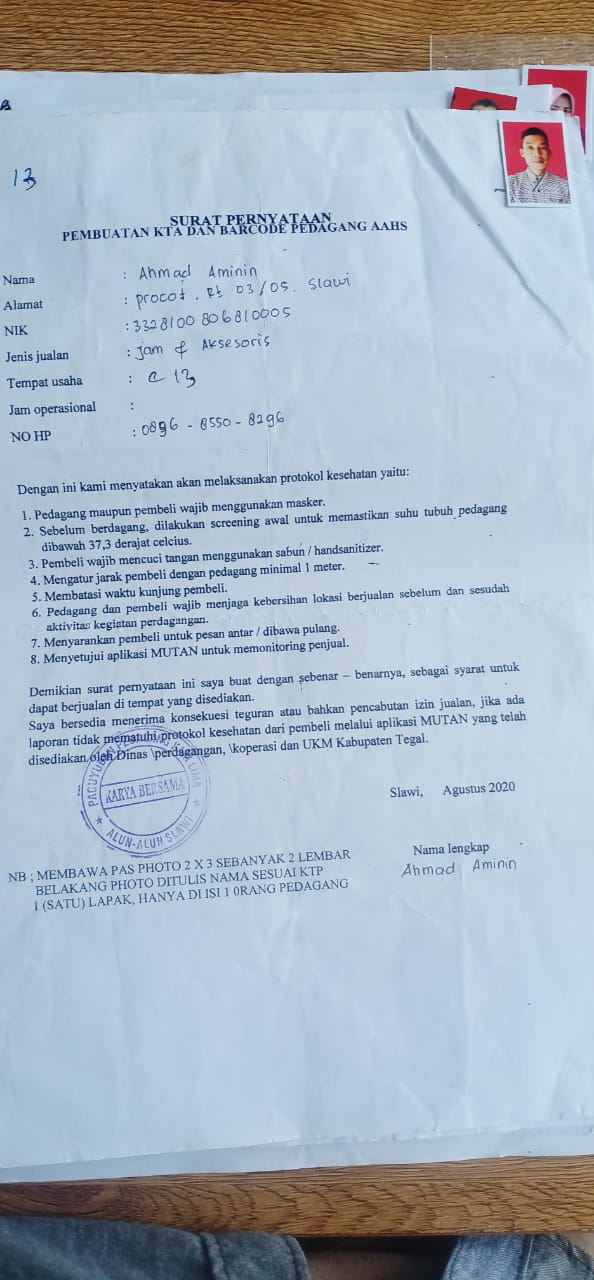 13
SURAT PERNYATAAN
PEMBUATAN KTA DAN BARCODE PEDAGANG AAHS
Nama : Ahmad Aminin
Alamat : procot, Rt 03/05. Slawi
NIK : 3328100806810005
Jenis jualan : Jam & Aksesoris
Tempat usaha : C 13
Jam operasional :
NO HP : 0896 - 8550 - 8296
Dengan ini kami menyatakan akan melaksanakan protokol kesehatan yaitu:
1. Pedagang maupun pembeli wajib menggunakan masker.
2. Sebelum berdagang, dilakukan screening awal untuk memastikan suhu tubuh pedagang
dibawah 37,3 derajat celcius.
3. Pembeli wajib mencuci tangan menggunakan sabun / handsanitizer.
4. Mengatur jarak pembeli dengan pedagang minimal 1 meter.
5. Membatasi waktu kunjung pembeli.
6. Pedagang dan pembeli wajib menjaga kebersihan lokasi berjualan sebelum dan sesudah
aktivitas kegiatan perdagangan.
7. Menyarankan pembeli untuk pesan antar / dibawa pulang.
8. Menyetujui aplikasi MUTAN untuk memonitoring penjual.
Demikian surat pernyataan ini saya buat dengan sebenar – benarnya, sebagai syarat untuk
dapat berjualan di tempat yang disediakan.
Saya bersedia menerima konsekuesi teguran atau bahkan pencabutan izin jualan, jika ada
laporan tidak mematuhi protokol kesehatan dari pembeli melalui aplikasi MUTAN yang telah
disediakan oleh Dinas \perdagangan, \koperasi dan UKM Kabupaten Tegal.
PAGUYUBAN PEDAGANG KAKI LIMA
KARYA BERSAMA
ALUN-ALUN SLAWI
Slawi, Agustus 2020
Nama lengkap
Ahmad Aminin
NB ; MEMBAWA PAS PHOTO 2 X 3 SEBANYAK 2 LEMBAR
BELAKANG PHOTO DITULIS NAMA SESUAI KTP
1 (SATU) LAPAK, HANYA DI ISI 1 0RANG PEDAGANG